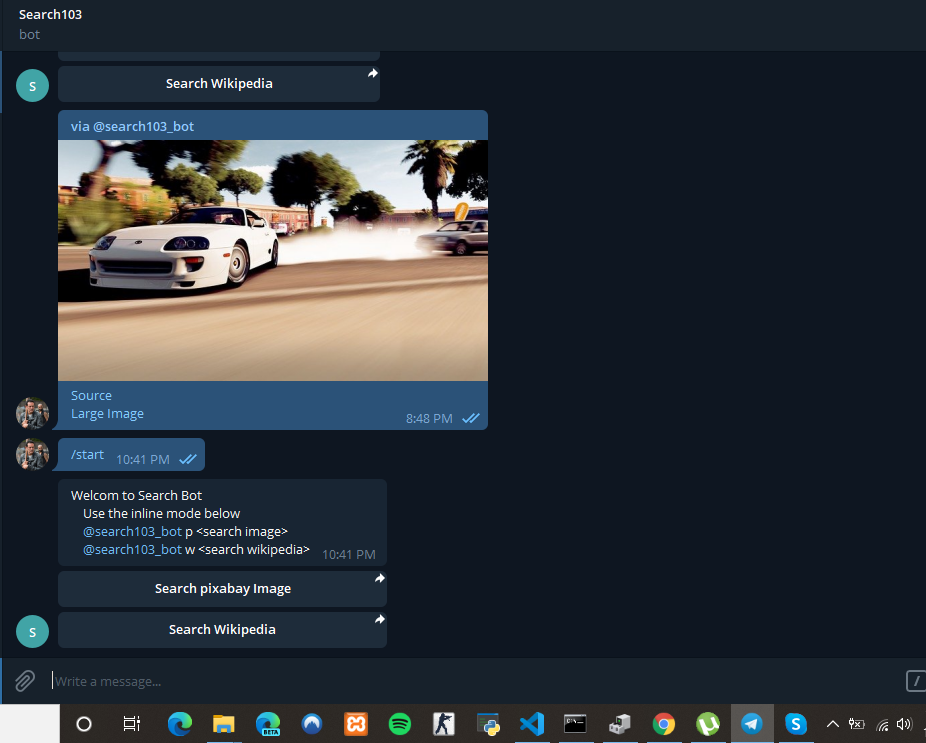 Search103
bot
S
Search Wikipedia
via @search103_bot
Source
Large Image
8:48 PM
/start 10:41 PM
Welcom to Search Bot
Use the inline mode below
@search103_bot p <search image>
@search103_bot w <search wikipedia> 10:41 PM
Search pixabay Image
Search Wikipedia
S
Write a message...
/
BETA
S